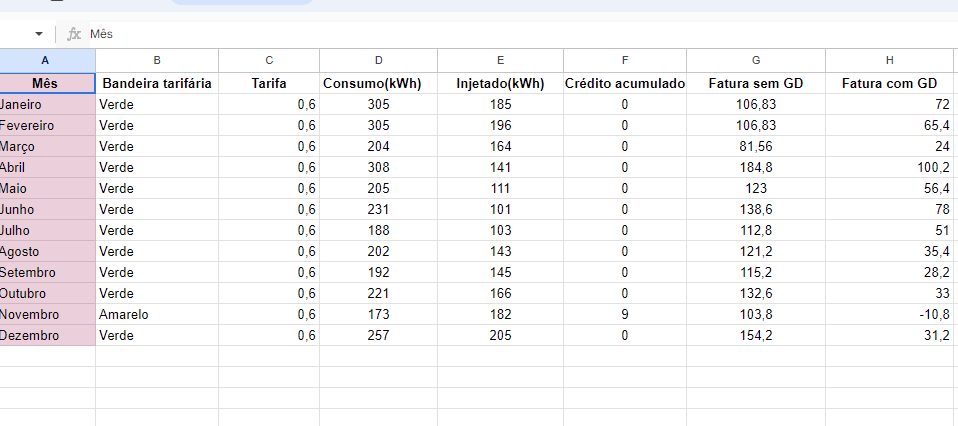 fx Mês
A B C D E F G H
Mês Bandeira tarifária Tarifa Consumo(kWh) Injetado(kWh) Crédito acumulado Fatura sem GD Fatura com GD
Janeiro Verde 0,6 305 185 0 106,83 72
Fevereiro Verde 0,6 305 196 0 106,83 65,4
Março Verde 0,6 204 164 0 81,56 24
Abril Verde 0,6 308 141 0 184,8 100,2
Maio Verde 0,6 205 111 0 123 56,4
Junho Verde 0,6 231 101 0 138,6 78
Julho Verde 0,6 188 103 0 112,8 51
Agosto Verde 0,6 202 143 0 121,2 35,4
Setembro Verde 0,6 192 145 0 115,2 28,2
Outubro Verde 0,6 221 166 0 132,6 33
Novembro Amarelo 0,6 173 182 9 103,8 -10,8
Dezembro Verde 0,6 257 205 0 154,2 31,2